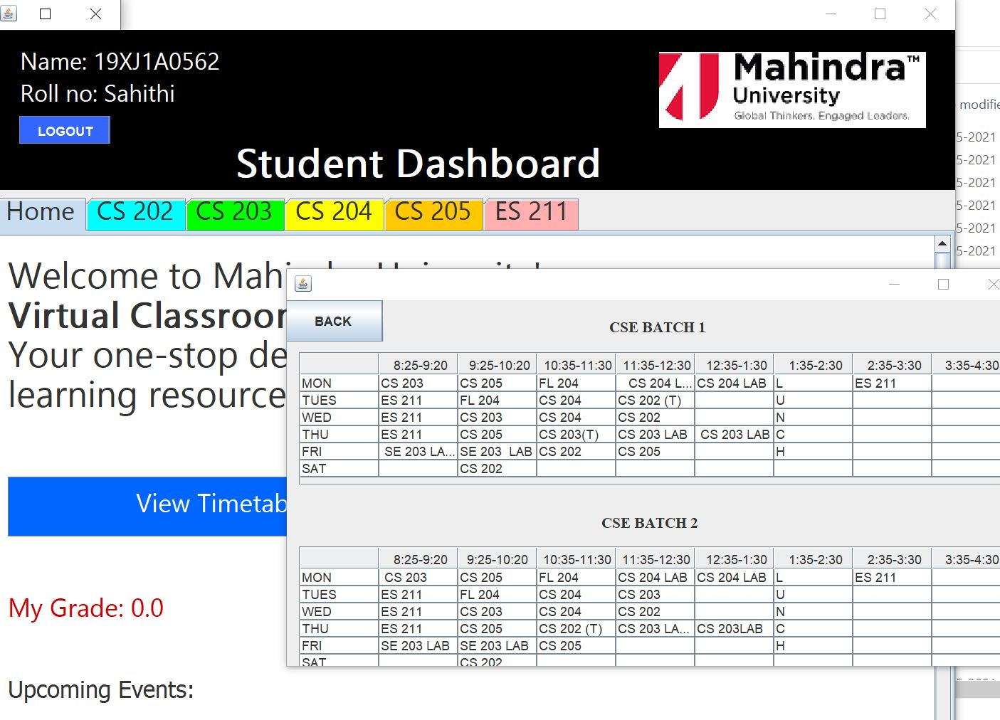 Name: 19XJ1A0562
Roll no: Sahithi
LOGOUT
Mahindra™
University
Global Thinkers. Engaged Leaders.
Student Dashboard
Home CS 202 CS 203 CS 204 CS 205 ES 211
5-2021
5-2021
5-2021
5-2021
5-2021
5-2021
Welcome to
Virtual
Your one-stop
learning
View
My Grade: 0.0
Upcoming Events:
BACK
CSE BATCH 1
8:25-9:20 9:25-10:20 10:35-11:30 11:35-12:30 12:35-1:30 1:35-2:30 2:35-3:30 3:35-4:30
MON CS 203 CS 205 FL 204 CS 204 L... CS 204 LAB L ES 211
TUES ES 211 FL 204 CS 204 CS 202 (T) U
WED ES 211 CS 203 CS 204 CS 202 N
THU ES 211 CS 205 CS 203(T) CS 203 LAB CS 203 LAB C
FRI SE 203 LA... SE 203 LAB CS 202 CS 205 H
SAT CS 202
CSE BATCH 2
8:25-9:20 9:25-10:20 10:35-11:30 11:35-12:30 12:35-1:30 1:35-2:30 2:35-3:30 3:35-4:30
MON CS 203 CS 205 FL 204 CS 204 LAB CS 204 LAB L ES 211
TUES ES 211 FL 204 CS 204 CS 203 U
WED ES 211 CS 203 CS 204 CS 202 N
THU ES 211 CS 205 CS 202 (T) CS 203 LA... CS 203LAB C
FRI SE 203 LAB SE 203 LAB CS 205 H
SAT CS 202